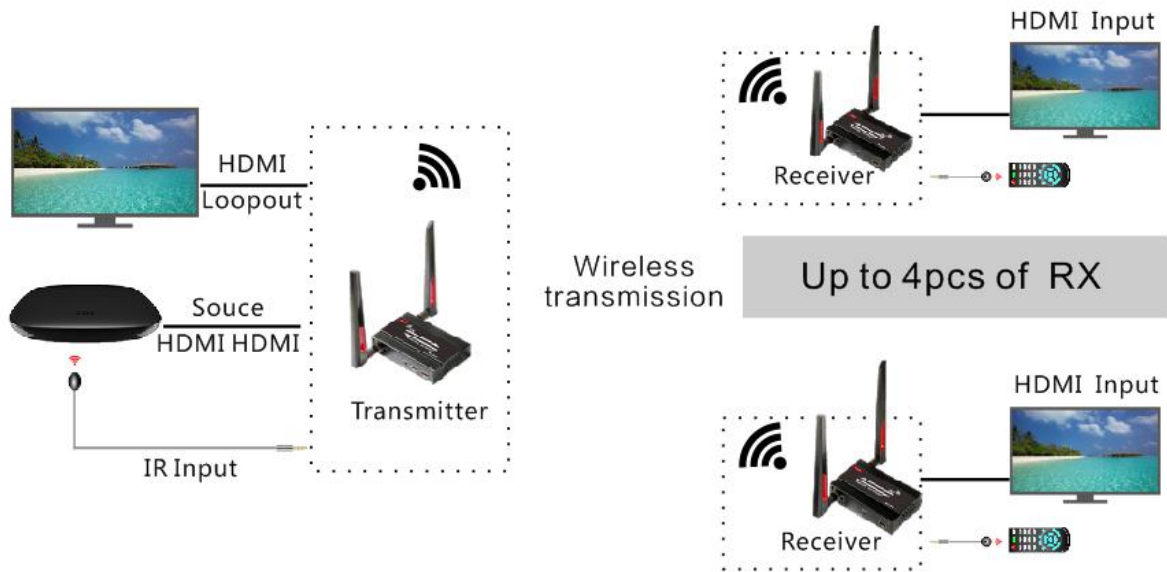 HDMI
Loopout
Souce
HDMI HDMI
IR Input
Transmitter
Wireless
transmission
HDMI Input
Receiver
Up to 4pcs of RX
HDMI Input
Receiver